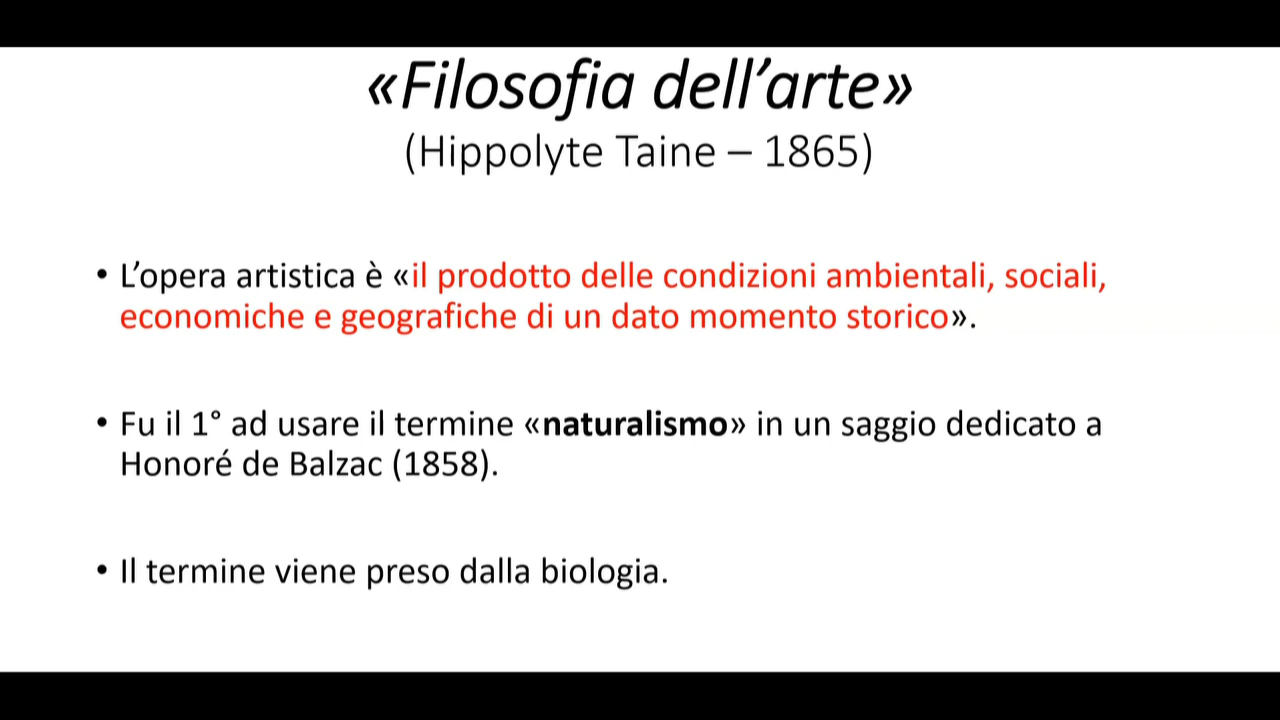 «Filosofia dell’arte»
(Hippolyte Taine – 1865)
• L’opera artistica è «il prodotto delle condizioni ambientali, sociali,
economiche e geografiche di un dato momento storico».
• Fu il 1° ad usare il termine «naturalismo» in un saggio dedicato a
Honoré de Balzac (1858).
• Il termine viene preso dalla biologia.